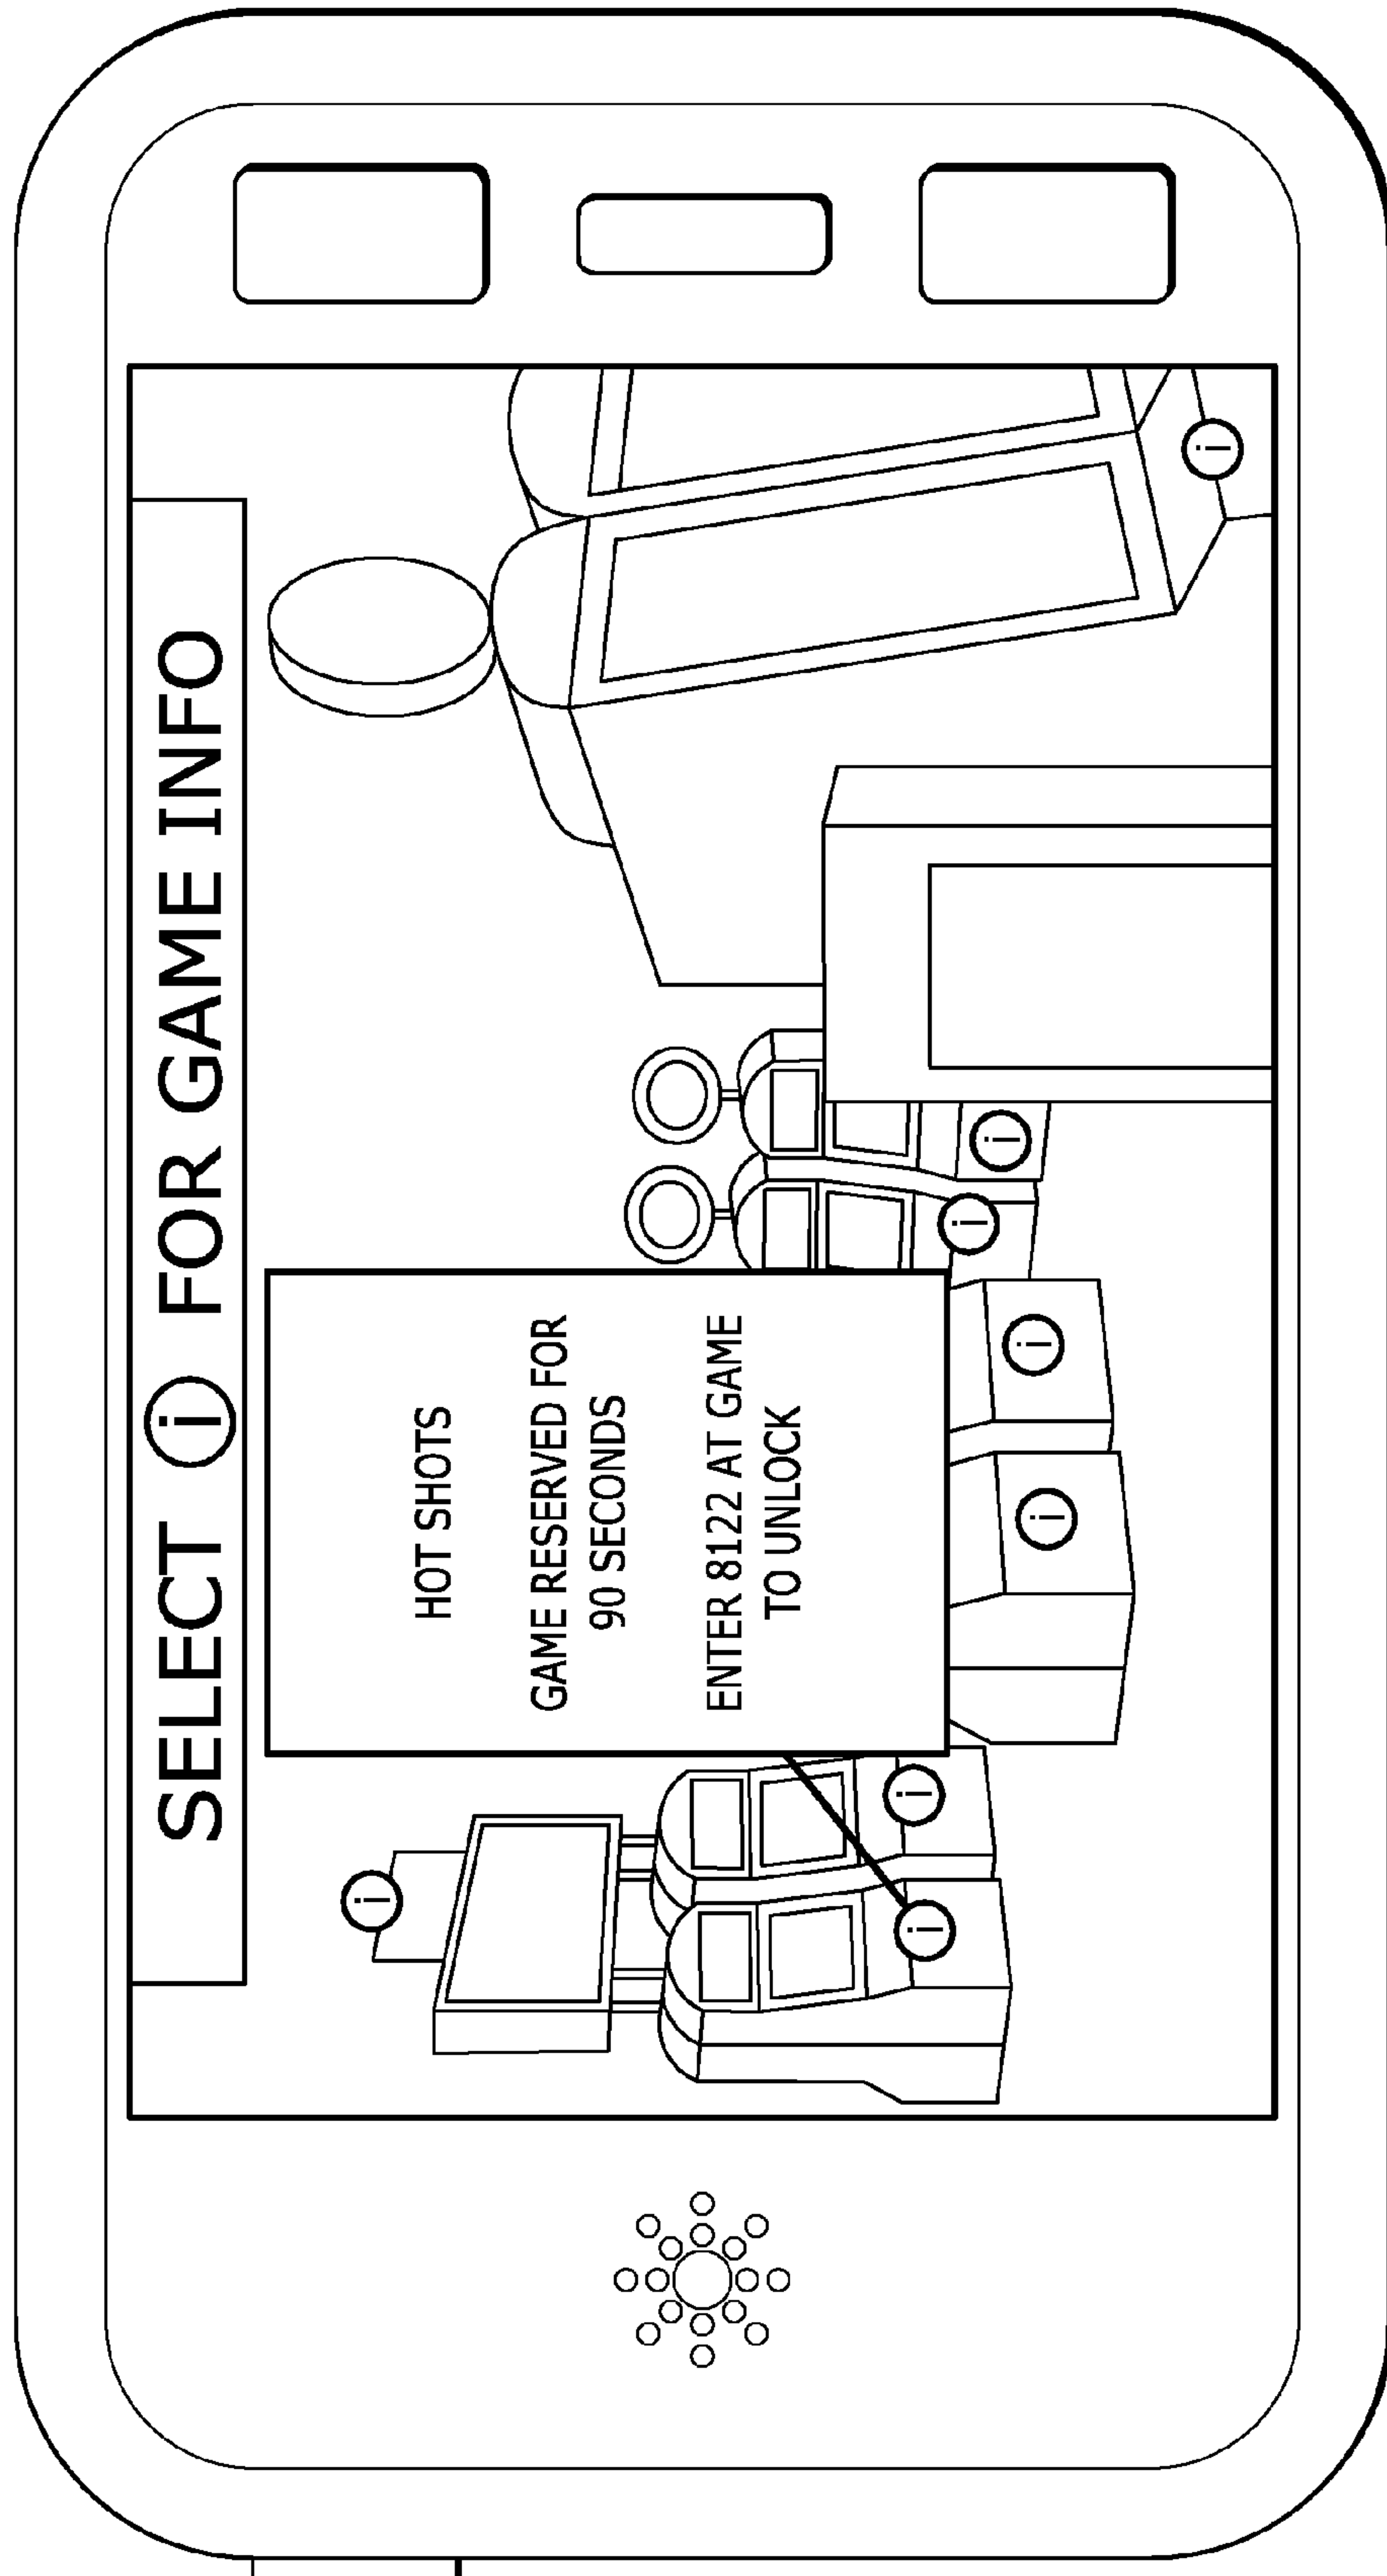 SELECT i FOR GAME INFO
HOT SHOTS
GAME RESERVED FOR
90 SECONDS
ENTER 8122 AT GAME
TO UNLOCK
i
i
i
i
i
i
i
i